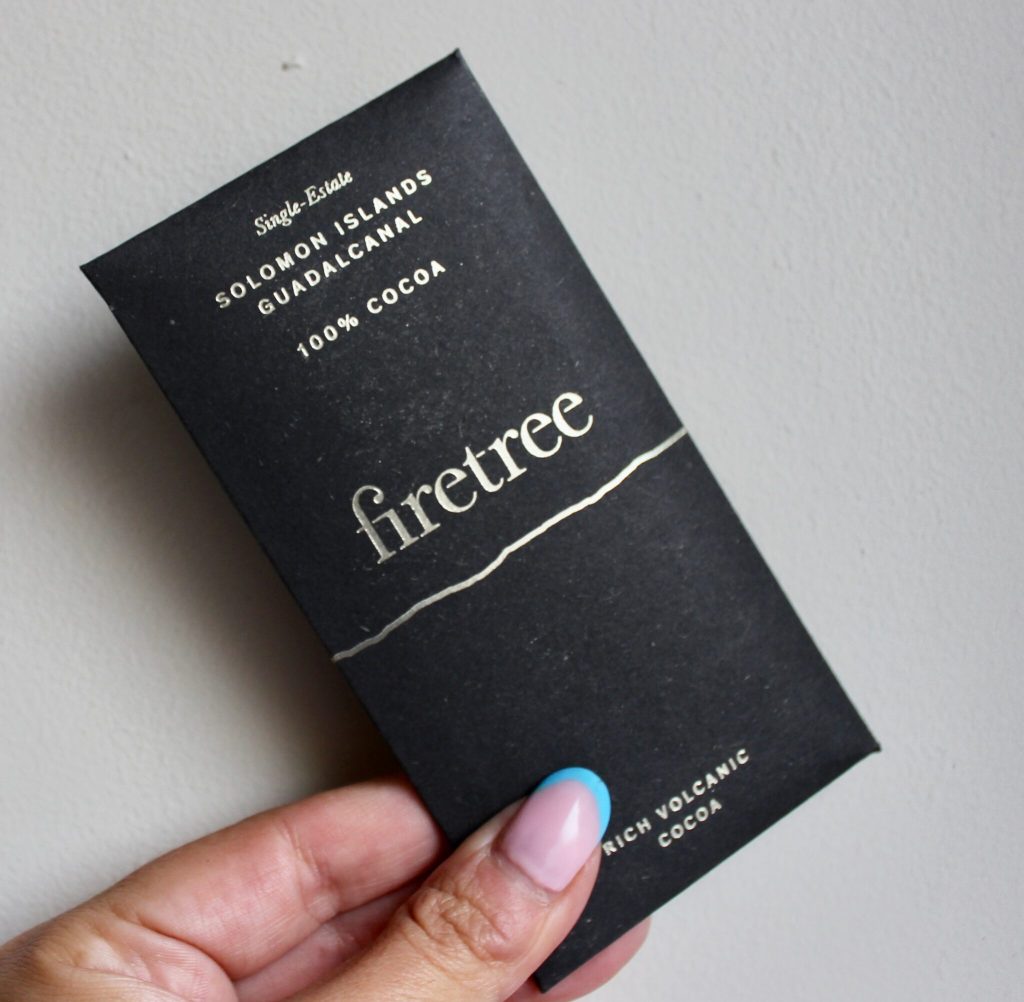 Single-Estate
SOLOMON ISLANDS
GUADALCANAL
100% COCOA
firetree
RICH VOLCANIC
COCOA